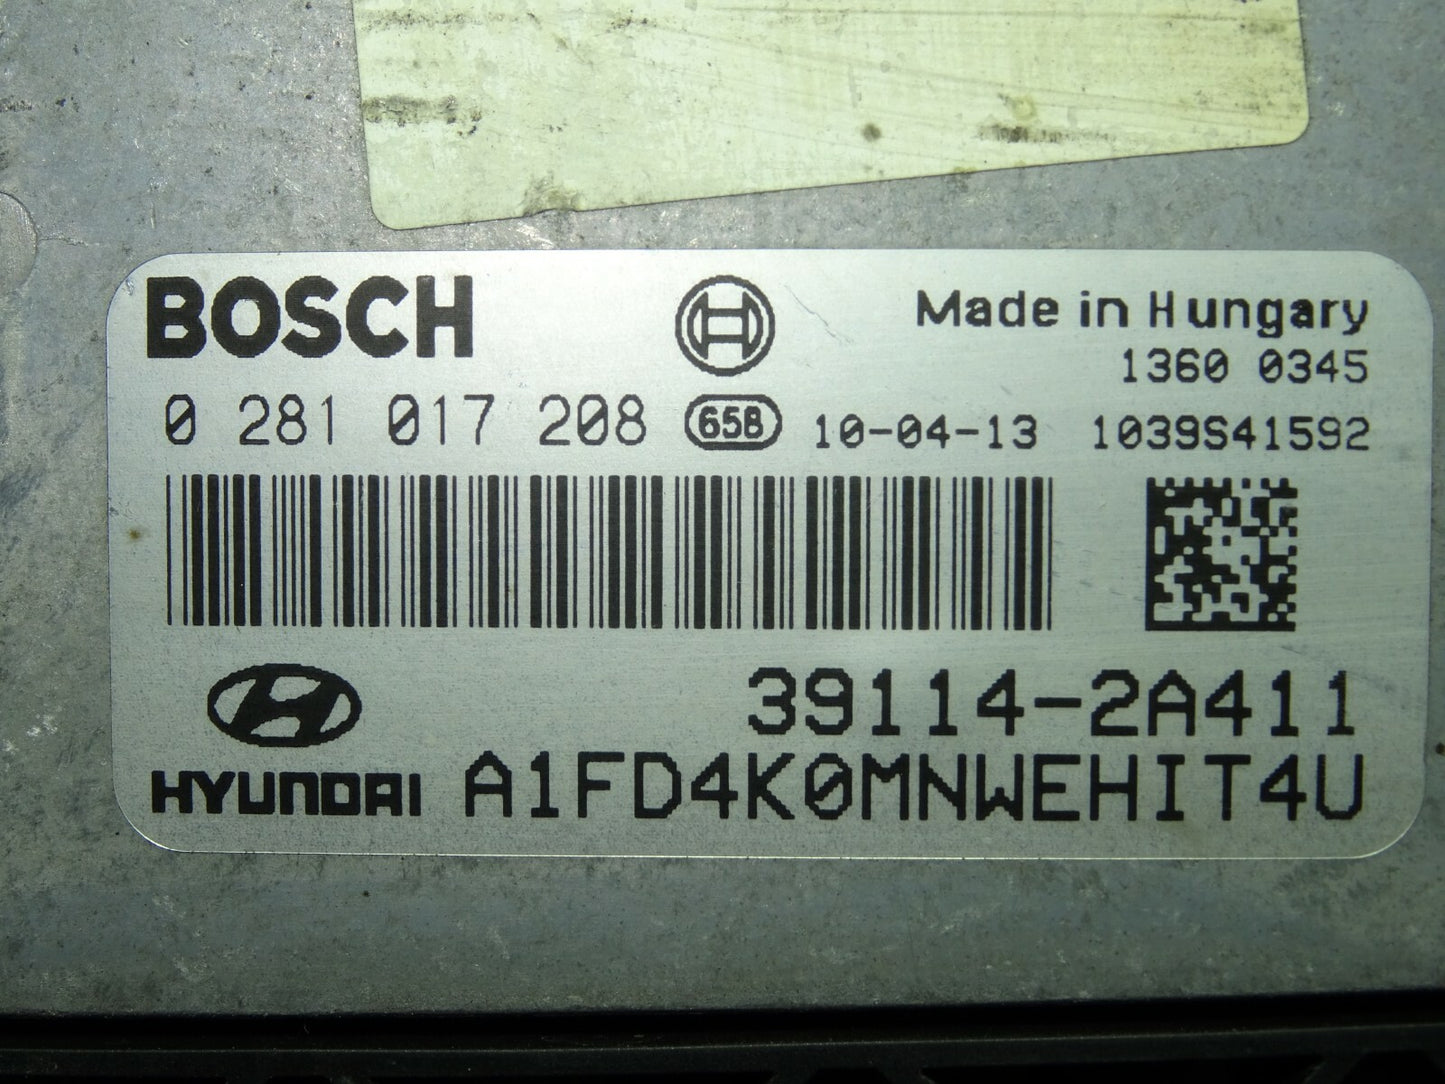 BOSCH
Made in Hungary
1360 0345
0 281 017 208 65B 10-04-13 1039S41592
39114-2A411
HYUNDAI A1FD4K0MNWEHIT4U